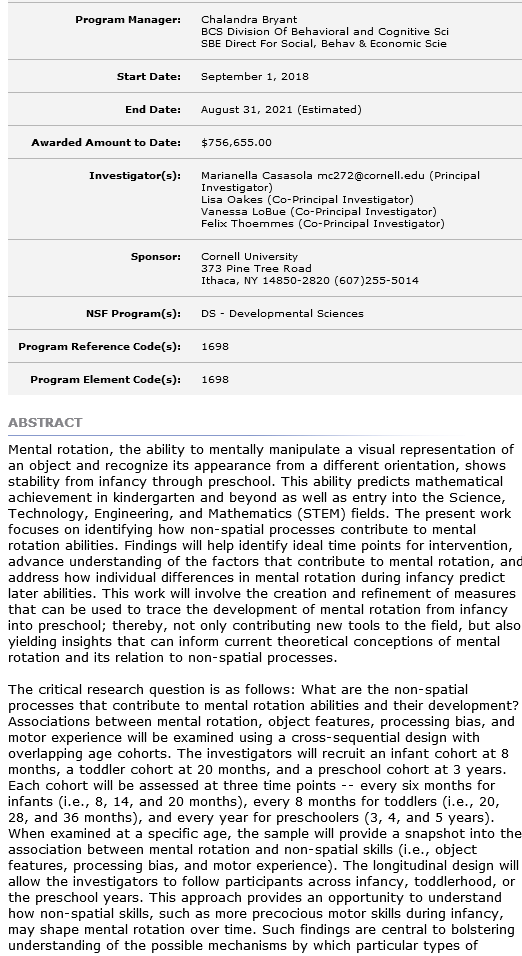 Program Manager: Chalandra Bryant
BCS Division Of Behavioral and Cognitive Sci
SBE Direct For Social, Behav & Economic Scie
Start Date: September 1, 2018
End Date: August 31, 2021 (Estimated)
Awarded Amount to Date: $756,655.00
Investigator(s): Marianella Casasola mc272@cornell.edu (Principal
Investigator)
Lisa Oakes (Co-Principal Investigator)
Vanessa LoBue (Co-Principal Investigator)
Felix Thoemmes (Co-Principal Investigator)
Sponsor: Cornell University
373 Pine Tree Road
Ithaca, NY 14850-2820 (607)255-5014
NSF Program(s): DS - Developmental Sciences
Program Reference Code(s): 1698
Program Element Code(s): 1698
ABSTRACT
Mental rotation, the ability to mentally manipulate a visual representation of
an object and recognize its appearance from a different orientation, shows
stability from infancy through preschool. This ability predicts mathematical
achievement in kindergarten and beyond as well as entry into the Science,
Technology, Engineering, and Mathematics (STEM) fields. The present work
focuses on identifying how non-spatial processes contribute to mental
rotation abilities. Findings will help identify ideal time points for intervention,
advance understanding of the factors that contribute to mental rotation, and
address how individual differences in mental rotation during infancy predict
later abilities. This work will involve the creation and refinement of measures
that can be used to trace the development of mental rotation from infancy
into preschool; thereby, not only contributing new tools to the field, but also
yielding insights that can inform current theoretical conceptions of mental
rotation and its relation to non-spatial processes.
The critical research question is as follows: What are the non-spatial
processes that contribute to mental rotation abilities and their development?
Associations between mental rotation, object features, processing bias, and
motor experience will be examined using a cross-sequential design with
overlapping age cohorts. The investigators will recruit an infant cohort at 8
months, a toddler cohort at 20 months, and a preschool cohort at 3 years.
Each cohort will be assessed at three time points -- every six months for
infants (i.e., 8, 14, and 20 months), every 8 months for toddlers (i.e., 20,
28, and 36 months), and every year for preschoolers (3, 4, and 5 years).
When examined at a specific age, the sample will provide a snapshot into the
association between mental rotation and non-spatial skills (i.e., object
features, processing bias, and motor experience). The longitudinal design will
allow the investigators to follow participants across infancy, toddlerhood, or
the preschool years. This approach provides an opportunity to understand
how non-spatial skills, such as more precocious motor skills during infancy,
may shape mental rotation over time. Such findings are central to bolstering
understanding of the possible mechanisms by which particular types of